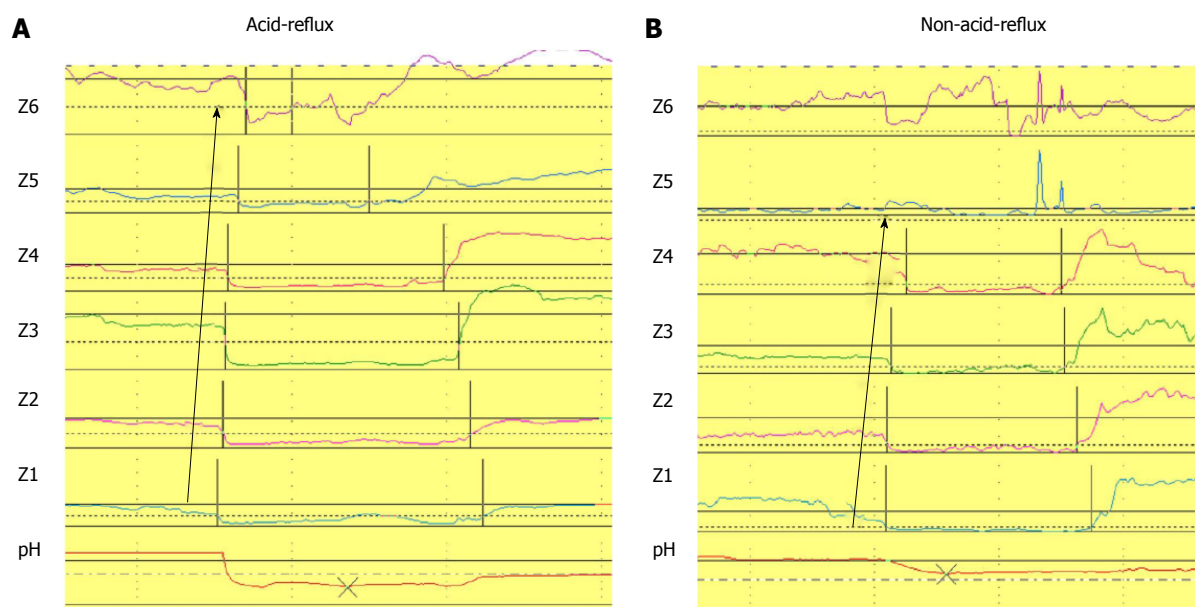 A
Acid-reflux
Z6
Z5
Z4
Z3
Z2
Z1
pH
B
Non-acid-reflux
Z6
Z5
Z4
Z3
Z2
Z1
pH